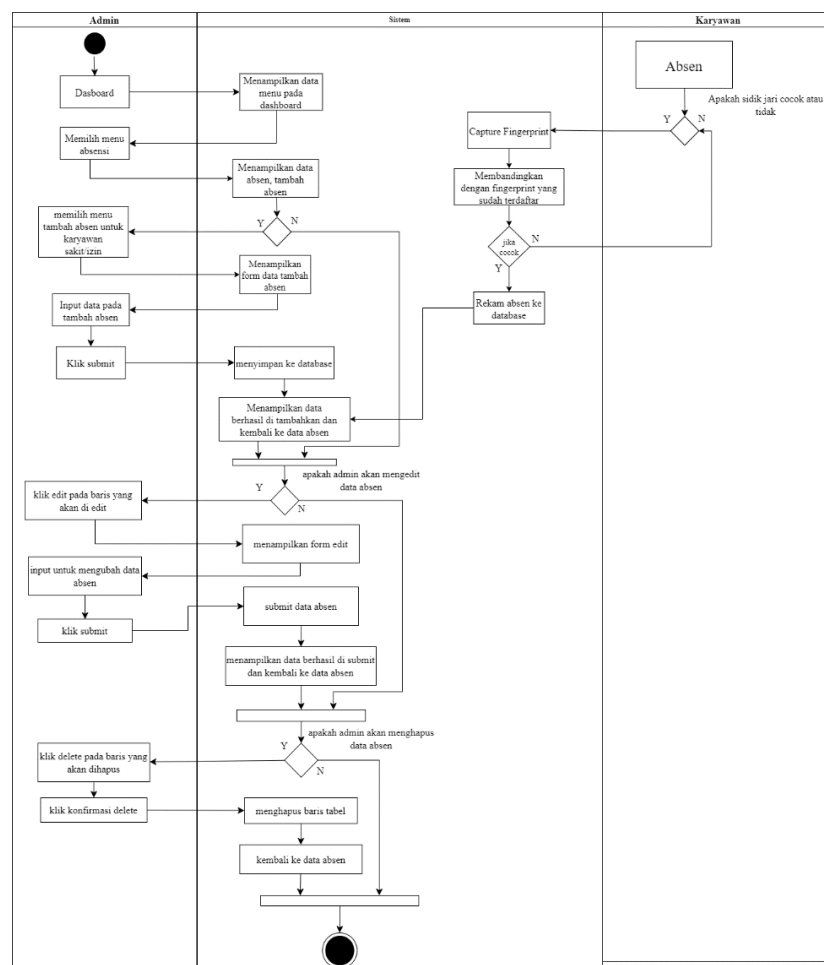 Admin
Sistem
Karyawan
Dasboard
Menampilkan data
menu pada
dashboard
Absen
Apakah sidik jari cocok atau
tidak
Y
N
Capture Fingerprint
Memilih menu
absensi
Menampilkan data
absen, tambah
absen
Membandingkan
dengan fingerprint yang
sudah terdaftar
memilih menu
tambah absen untuk
karyawan
sakit/izin
Y
N
jika
cocok
N
Y
Menampilkan
form data tambah
absen
Input data pada
tambah absen
Rekam absen ke
database
Klik submit
menyimpan ke database
Menampilkan data
berhasil di tambahkan dan
kembali ke data absen
apakah admin akan mengedit
data absen
Y
N
klik edit pada baris yang
akan di edit
menampilkan form edit
input untuk mengubah data
absen
submit data absen
klik submit
menampilkan data berhasil di submit
dan kembali ke data absen
apakah admin akan menghapus
data absen
Y
N
klik delete pada baris yang
akan dihapus
klik konfirmasi delete
menghapus baris tabel
kembali ke data absen